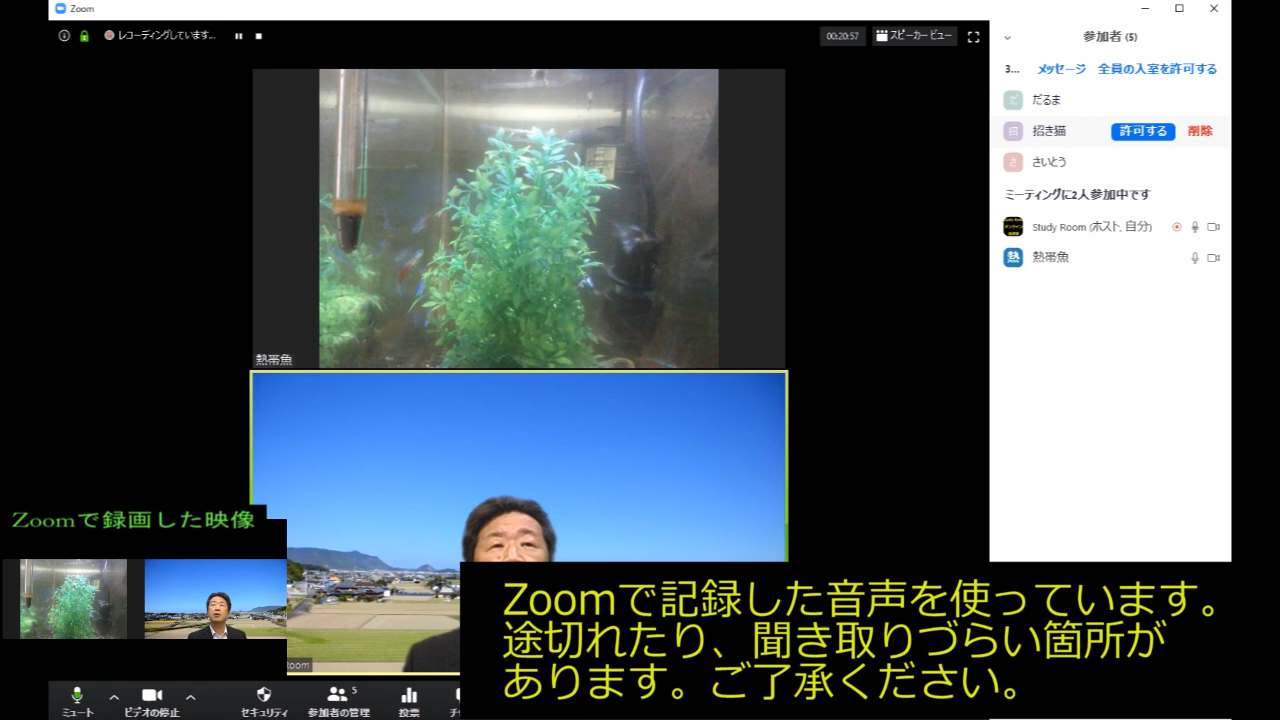 Zoom
レコーディングしています...
00:20:57
スピーカービュー
参加者 (5)
3... メッセージ 全員の入室を許可する
だ だるま
招 招き猫 許可する 削除
さ さいとう
ミーティングに2人参加中です
Study Room (ホスト, 自分)
熱 熱帯魚
熱帯魚
Zoomで録画した映像
oom
Zoomで記録した音声を使っています。
途切れたり、聞き取りづらい箇所が
あります。ご了承ください。
ミュート
ビデオの停止
セキュリティ
5
参加者の管理
投票